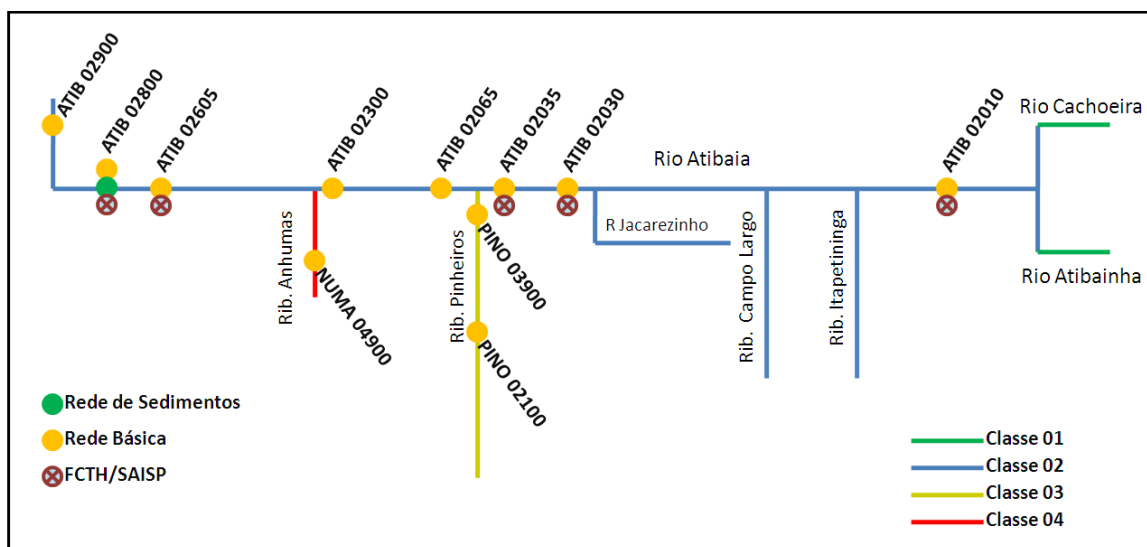 ATIB 02900
ATIB 02800
ATIB 02605
ATIB 02300
ATIB 02065
ATIB 02035
ATIB 02030
ATIB 02010
Rio Cachoeira
Rio Atibaia
R Jacarezinho
Rib. Anhumas
NUMA 04900
Rib. Pinheiros
PINO 03900
PINO 02100
Rib. Campo Largo
Rib. Itapetininga
Rio Atibainha
Rede de Sedimentos
Rede Básica
FCTH/SAISP
Classe 01
Classe 02
Classe 03
Classe 04